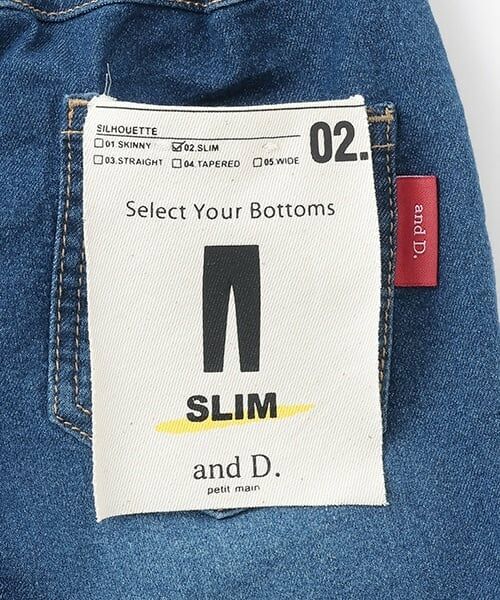 SILHOUETTE
☐01.SKINNY ☑02.SLIM
☐03.STRAIGHT ☐04.TAPERED ☐05.WIDE
02.
Select Your Bottoms
SLIM
and D.
petit main
and D.